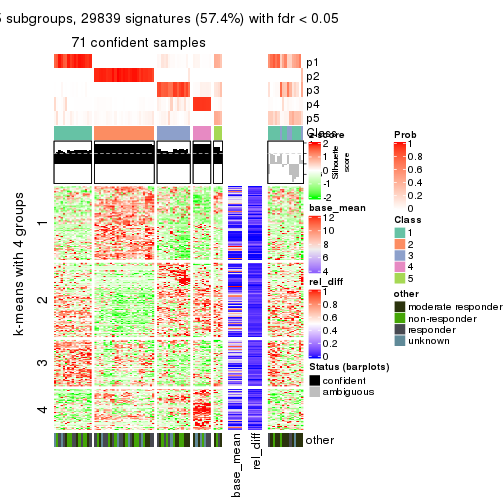 5 subgroups, 29839 signatures (57.4%) with fdr < 0.05
71 confident samples
p1
p2
p3
p4
p5
Class
z-score
2
1
0
-1
-2
Silhouette
score
base_mean
12
10
8
6
4
rel_diff
1
0.8
0.6
0.4
0.2
0
Status (barplots)
confident
ambiguous
Prob
1
0.8
0.6
0.4
0.2
0
Class
1
2
3
4
5
other
moderate responder
non-responder
responder
unknown
k-means with 4 groups
1
2
3
4
other
base_mean
rel_diff